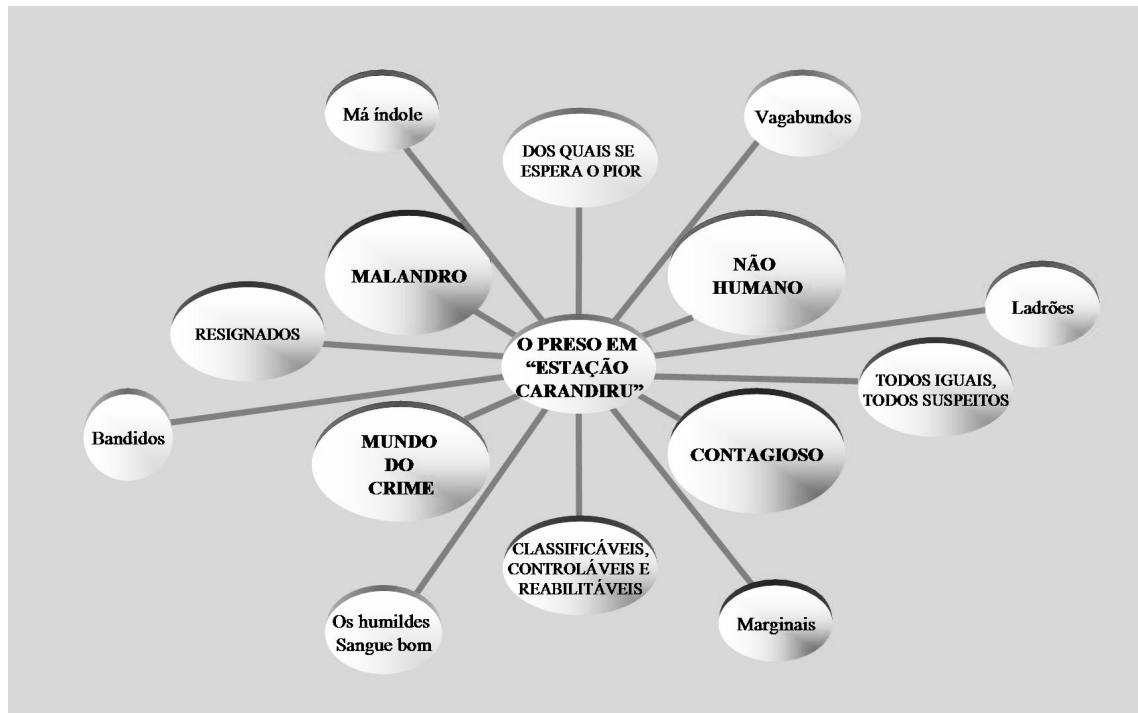 Má índole
Vagabundos
DOS QUAIS SE
ESPERA O PIOR
MALANDRO
NÃO
HUMANO
Ladrões
RESIGNADOS
O PRESO EM
“ESTAÇÃO
CARANDIRU”
TODOS IGUAIS,
TODOS SUSPEITOS
Bandidos
MUNDO
DO
CRIME
CONTAGIOSO
CLASSIFICÁVEIS,
CONTROLÁVEIS E
REABILITÁVEIS
Os humildes
Sangue bom
Marginais